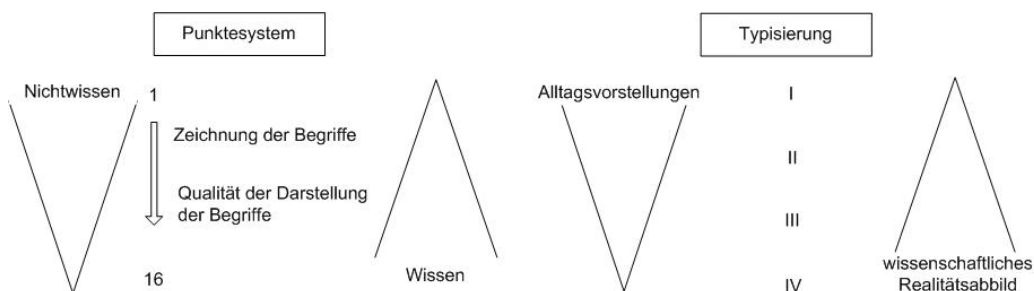 Punktesystem
Nichtwissen
1
Zeichnung der Begriffe
Qualität der Darstellung
der Begriffe
16
Wissen
Typisierung
Alltagsvorstellungen
I
II
III
IV
wissenschaftliches
Realitätsabbild